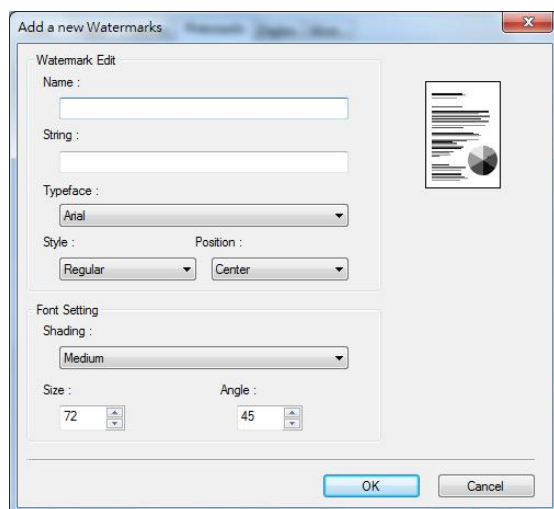 Add a new Watermarks
Watermark Edit
Name :
String :
Typeface :
Arial
Style :
Position :
Regular
Center
Font Setting
Shading :
Medium
Size :
Angle :
72
45
OK
Cancel